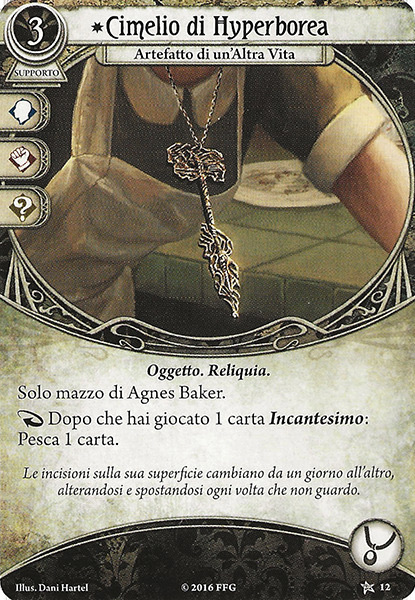 3
Cimelio di Hyperborea
Artefatto di un'Altra Vita
SUPPORTO
?
Oggetto. Reliquia.
Solo mazzo di Agnes Baker.
Dopo che hai giocato 1 carta Incantesimo:
Pesca 1 carta.
Le incisioni sulla sua superficie cambiano da un giorno all'altro,
alterandosi e spostandosi ogni volta che non guardo.
Illus. Dani Hartel
© 2016 FFG
12